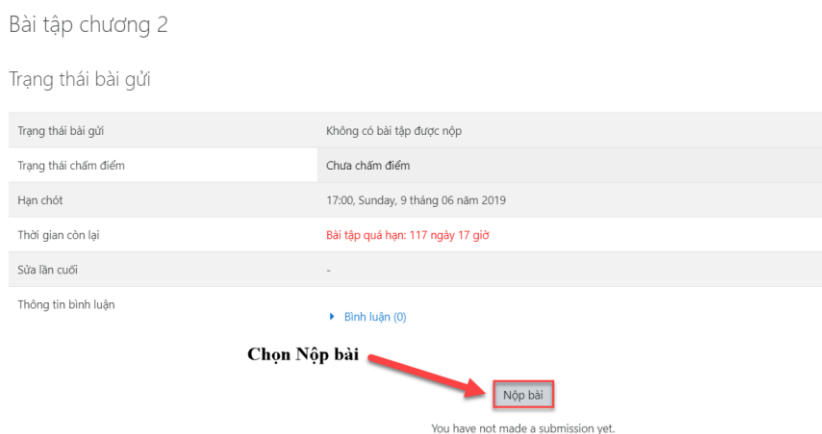 Bài tập chương 2
Trạng thái bài gửi
Trạng thái bài gửi Không có bài tập được nộp
Trạng thái chấm điểm Chưa chấm điểm
Hạn chót 17:00, Sunday, 9 tháng 06 năm 2019
Thời gian còn lại Bài tập quá hạn: 117 ngày 17 giờ
Sửa lần cuối -
Thông tin bình luận
Bình luận (0)
Chọn Nộp bài
Nộp bài
You have not made a submission yet.